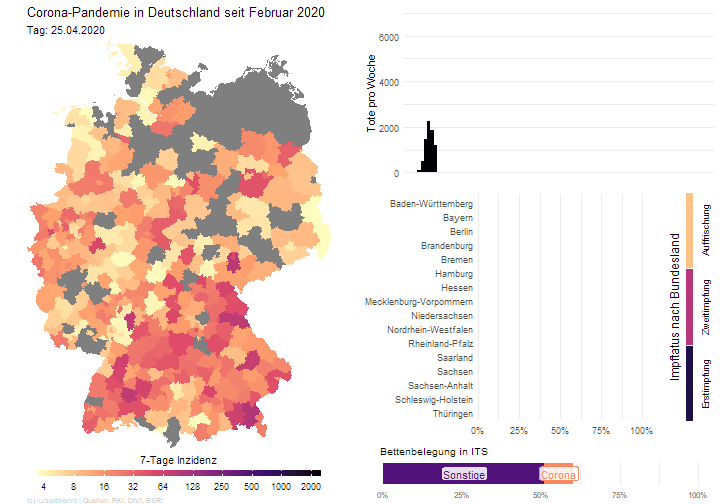 Corona-Pandemie in Deutschland seit Februar 2020
Tag: 25.04.2020
7-Tage Inzidenz
4 8 16 32 64 120 250 500 1000 2000
(c) /u/zeitbrennt | Quellen: RKI, DIVI, ESRI
Tote pro Woche
6000
4000
2000
0
Baden-Württemberg
Bayern
Berlin
Brandenburg
Bremen
Hamburg
Hessen
Mecklenburg-Vorpommern
Niedersachsen
Nordrhein-Westfalen
Rheinland-Pfalz
Saarland
Sachsen
Sachsen-Anhalt
Schleswig-Holstein
Thüringen
0% 25% 50% 75% 100%
Impfstatus nach Bundesland
Auffrischung
Zweitimpfung
Erstimpfung
Bettenbelegung in ITS
Sonstige
Corona
0% 25% 50% 75% 100%